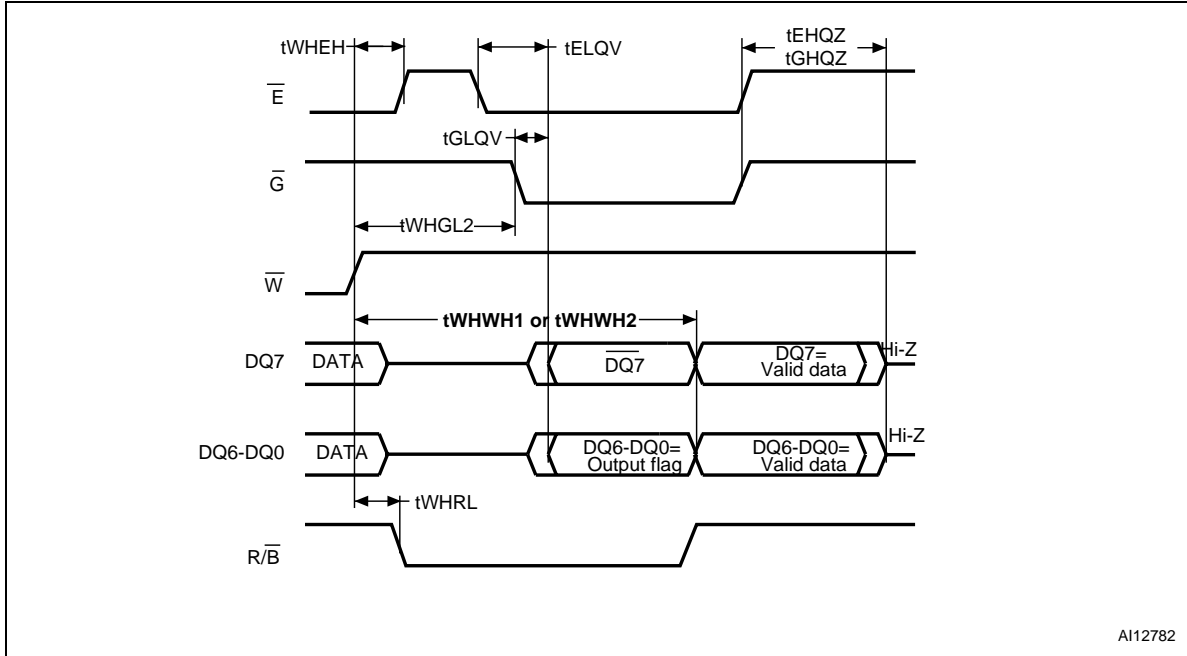 tEHQZ
tWHEH
tELQV
tGHQZ
E̅
tGLQV
G̅
tWHGL2
W̅
tWHWH1 or tWHWH2
DQ7
DATA
D̅Q̅7̅
DQ7=
Valid data
Hi-Z
DQ6-DQ0
DATA
DQ6-DQ0=
Output flag
DQ6-DQ0=
Valid data
Hi-Z
tWHRL
R/B̅
AI12782